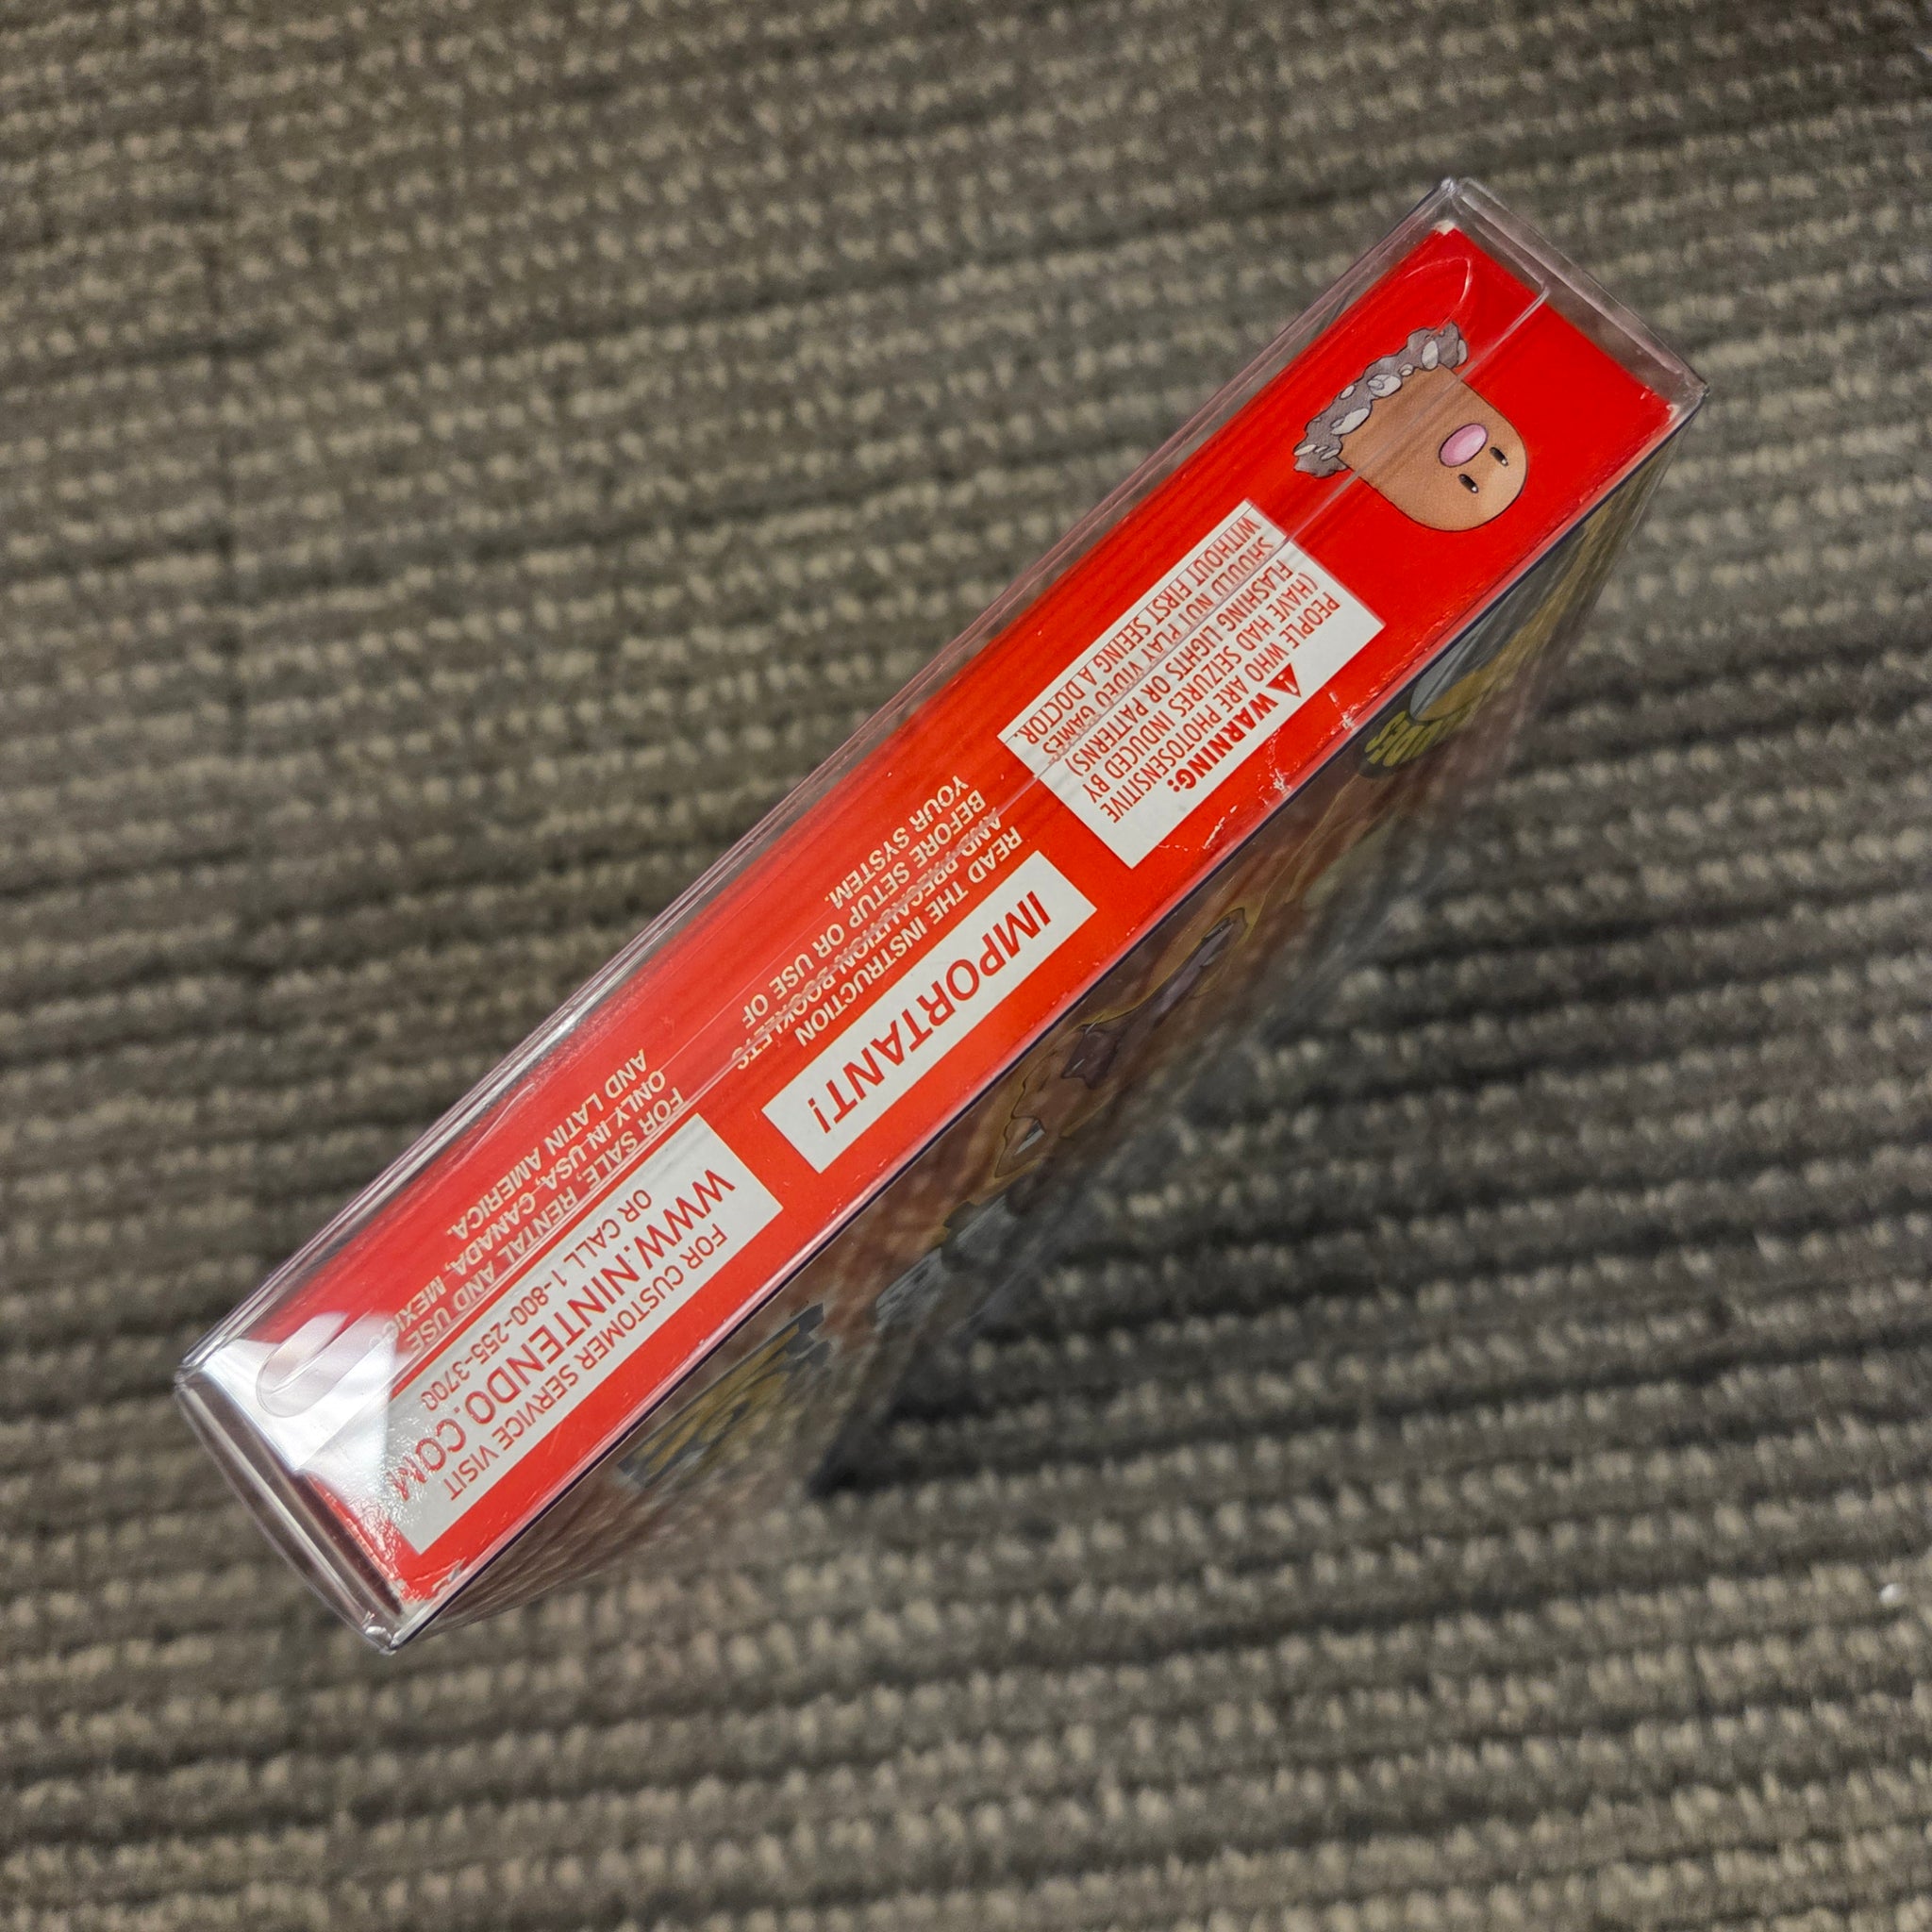 WARNING:
PEOPLE WHO ARE PHOTOSENSITIVE
(HAVE HAD SEIZURES INDUCED BY
FLASHING LIGHTS OR PATTERNS)
SHOULD NOT PLAY VIDEO GAMES
WITHOUT FIRST SEEING A DOCTOR.
IMPORTANT!
READ THE INSTRUCTION
AND PRECAUTION BOOKLETS
BEFORE SETUP OR USE OF
YOUR SYSTEM.
FOR CUSTOMER SERVICE VISIT
WWW.NINTENDO.COM
OR CALL 1-800-255-3700
FOR SALE, RENTAL AND USE
ONLY IN USA, CANADA, MEXICO
AND LATIN AMERICA.